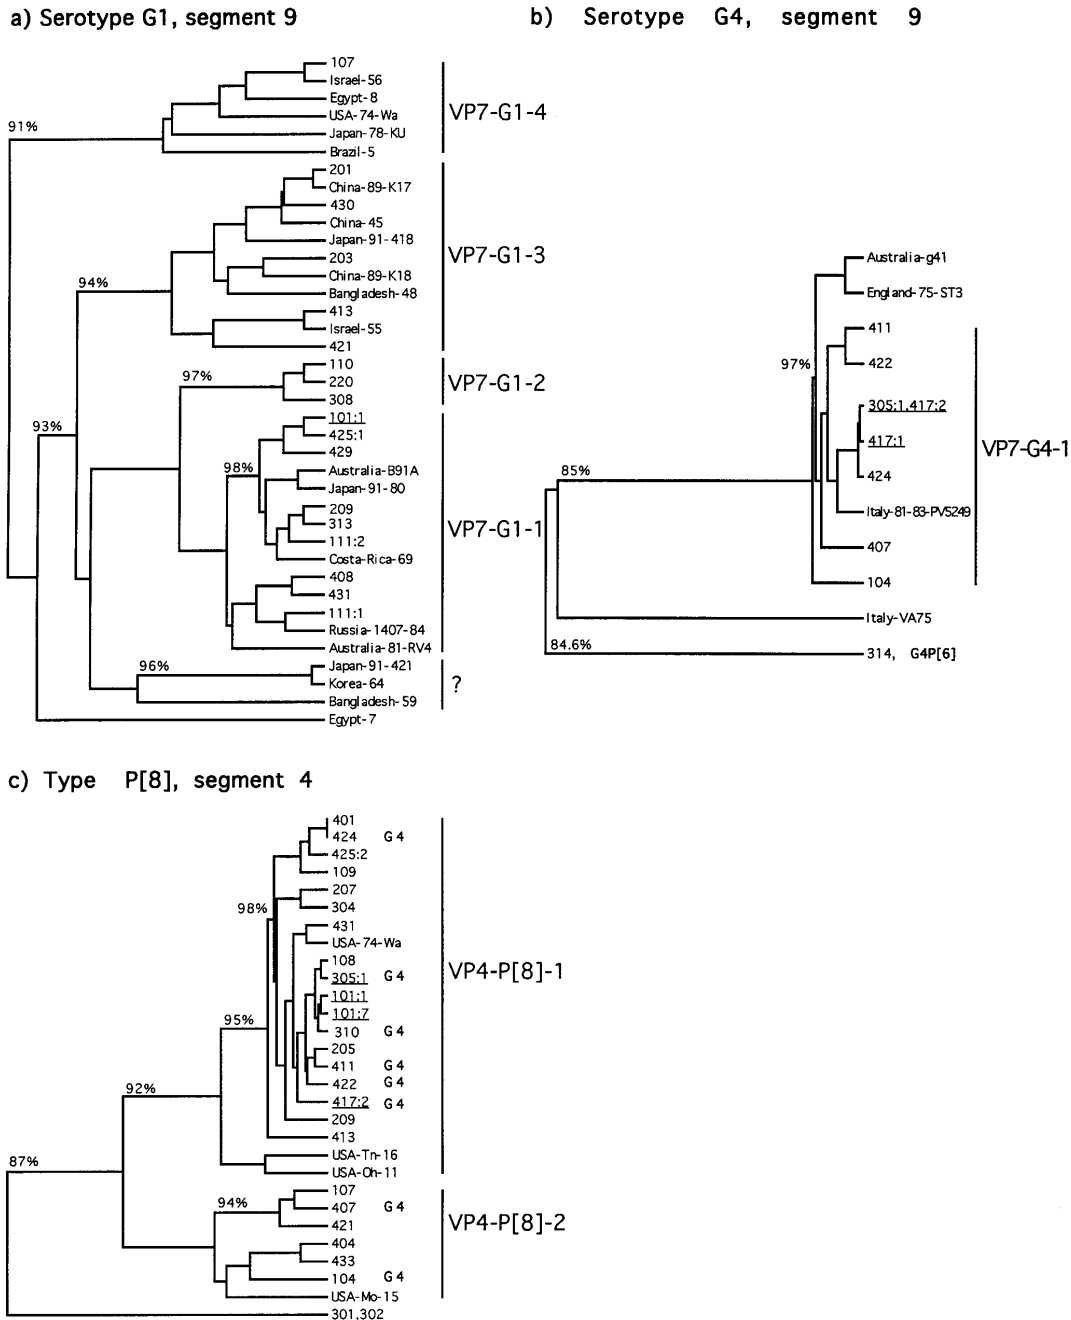 a) Serotype G1, segment 9
91%
107
Israel-56
Egypt-8
USA-74-Wa
Japan-78-KU
Brazil-5
VP7-G1-4
94%
201
China-89-K17
430
China-45
Japan-91-418
203
China-89-K18
Bangladesh-48
413
Israel-55
421
VP7-G1-3
97%
110
220
308
VP7-G1-2
93%
98%
101:1
425:1
429
Australia-B91A
Japan-91-80
209
313
111:2
Costa-Rica-69
408
431
111:1
Russia-1407-84
Australia-81-RV4
VP7-G1-1
96%
Japan-91-421
Korea-64
Bangladesh-59
?
Egypt-7
b) Serotype G4, segment 9
Australia-g41
England-75-ST3
97%
411
422
305:1,417:2
417:1
424
Italy-81-83-PV5249
407
104
VP7-G4-1
85%
Italy-VA75
84.6%
314, G4P[6]
c) Type P[8], segment 4
401
424 G4
425:2
109
207
304
98%
431
USA-74-Wa
108
305:1 G4
101:1
101:7
310 G4
205
411 G4
422 G4
417:2 G4
209
413
95%
USA-Tn-16
USA-Oh-11
VP4-P[8]-1
92%
87%
94%
107
407 G4
421
404
433
104 G4
USA-Mo-15
VP4-P[8]-2
301,302